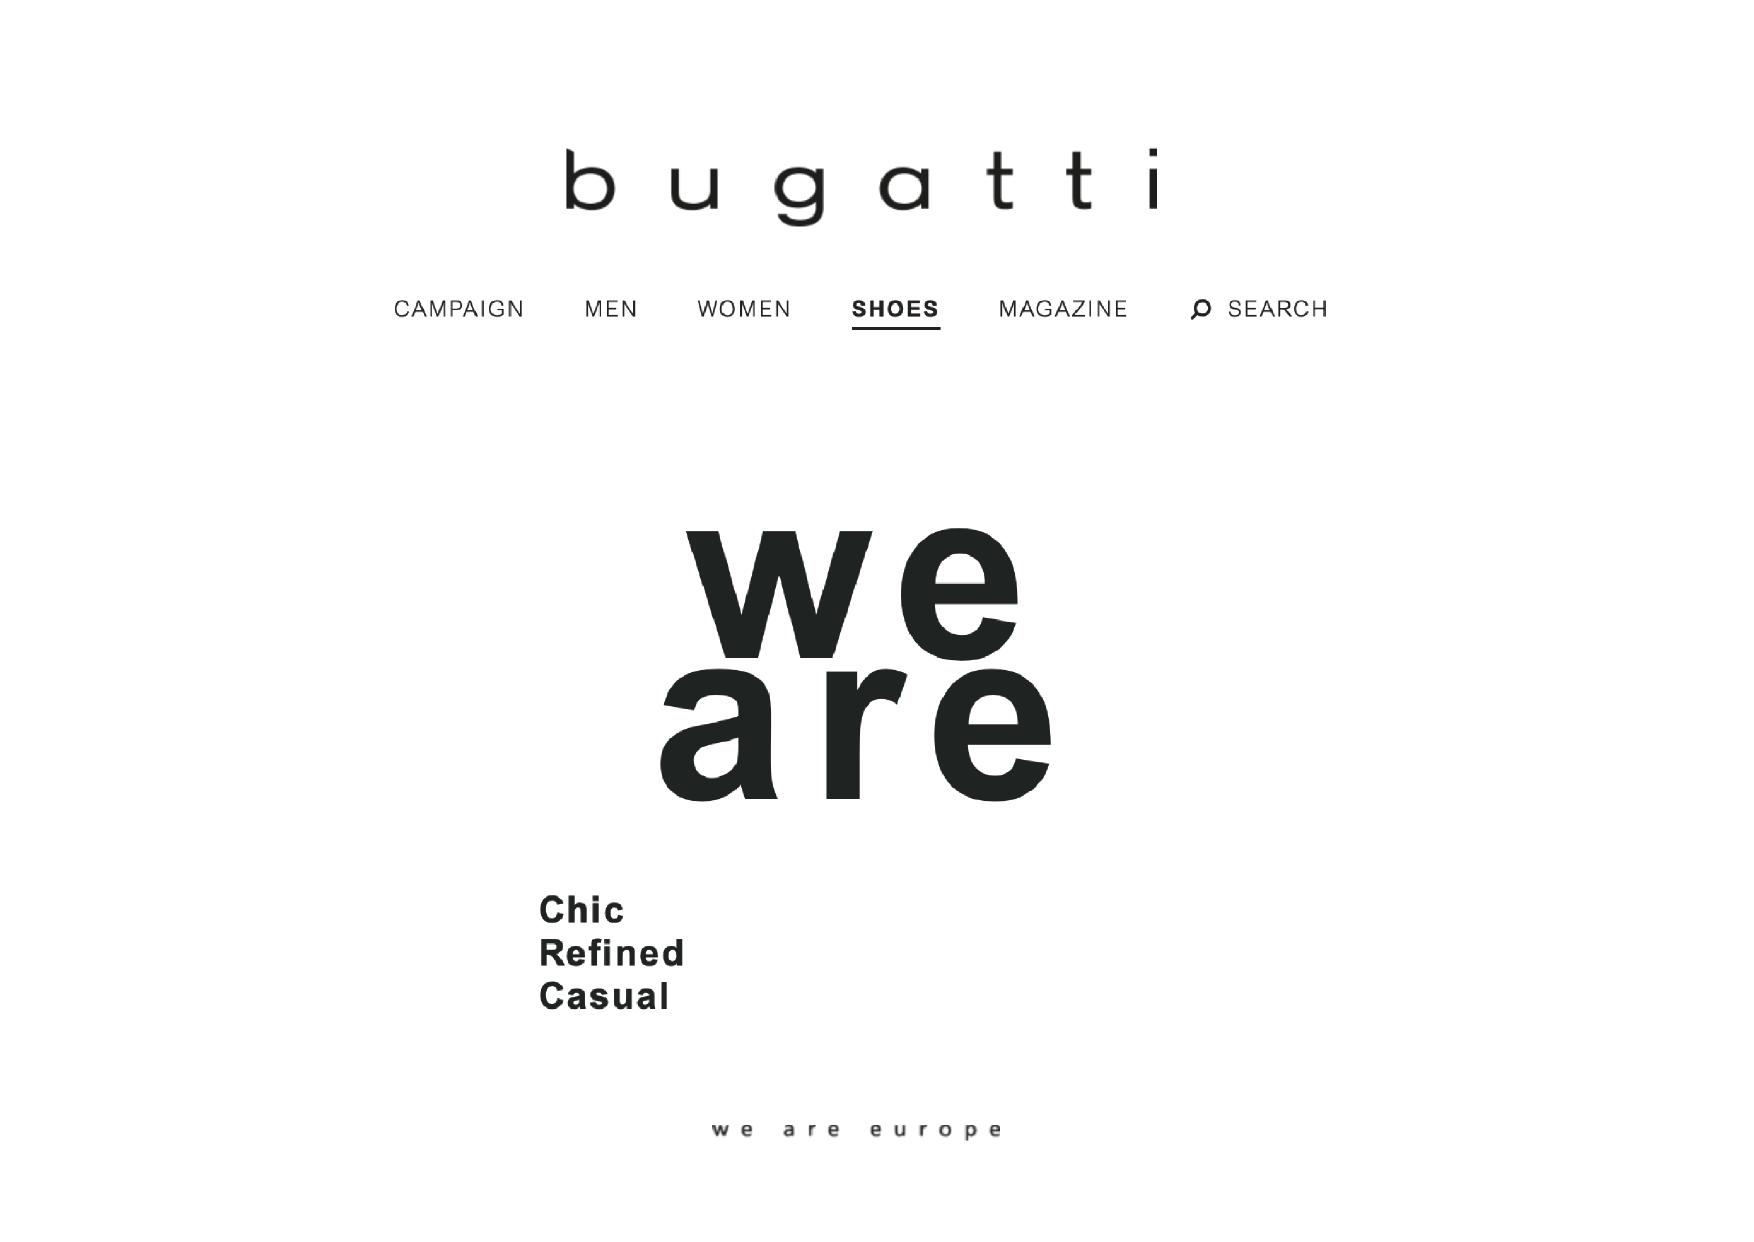 bugatti
CAMPAIGN MEN WOMEN SHOES MAGAZINE SEARCH
we
are
Chic
Refined
Casual
we are europe